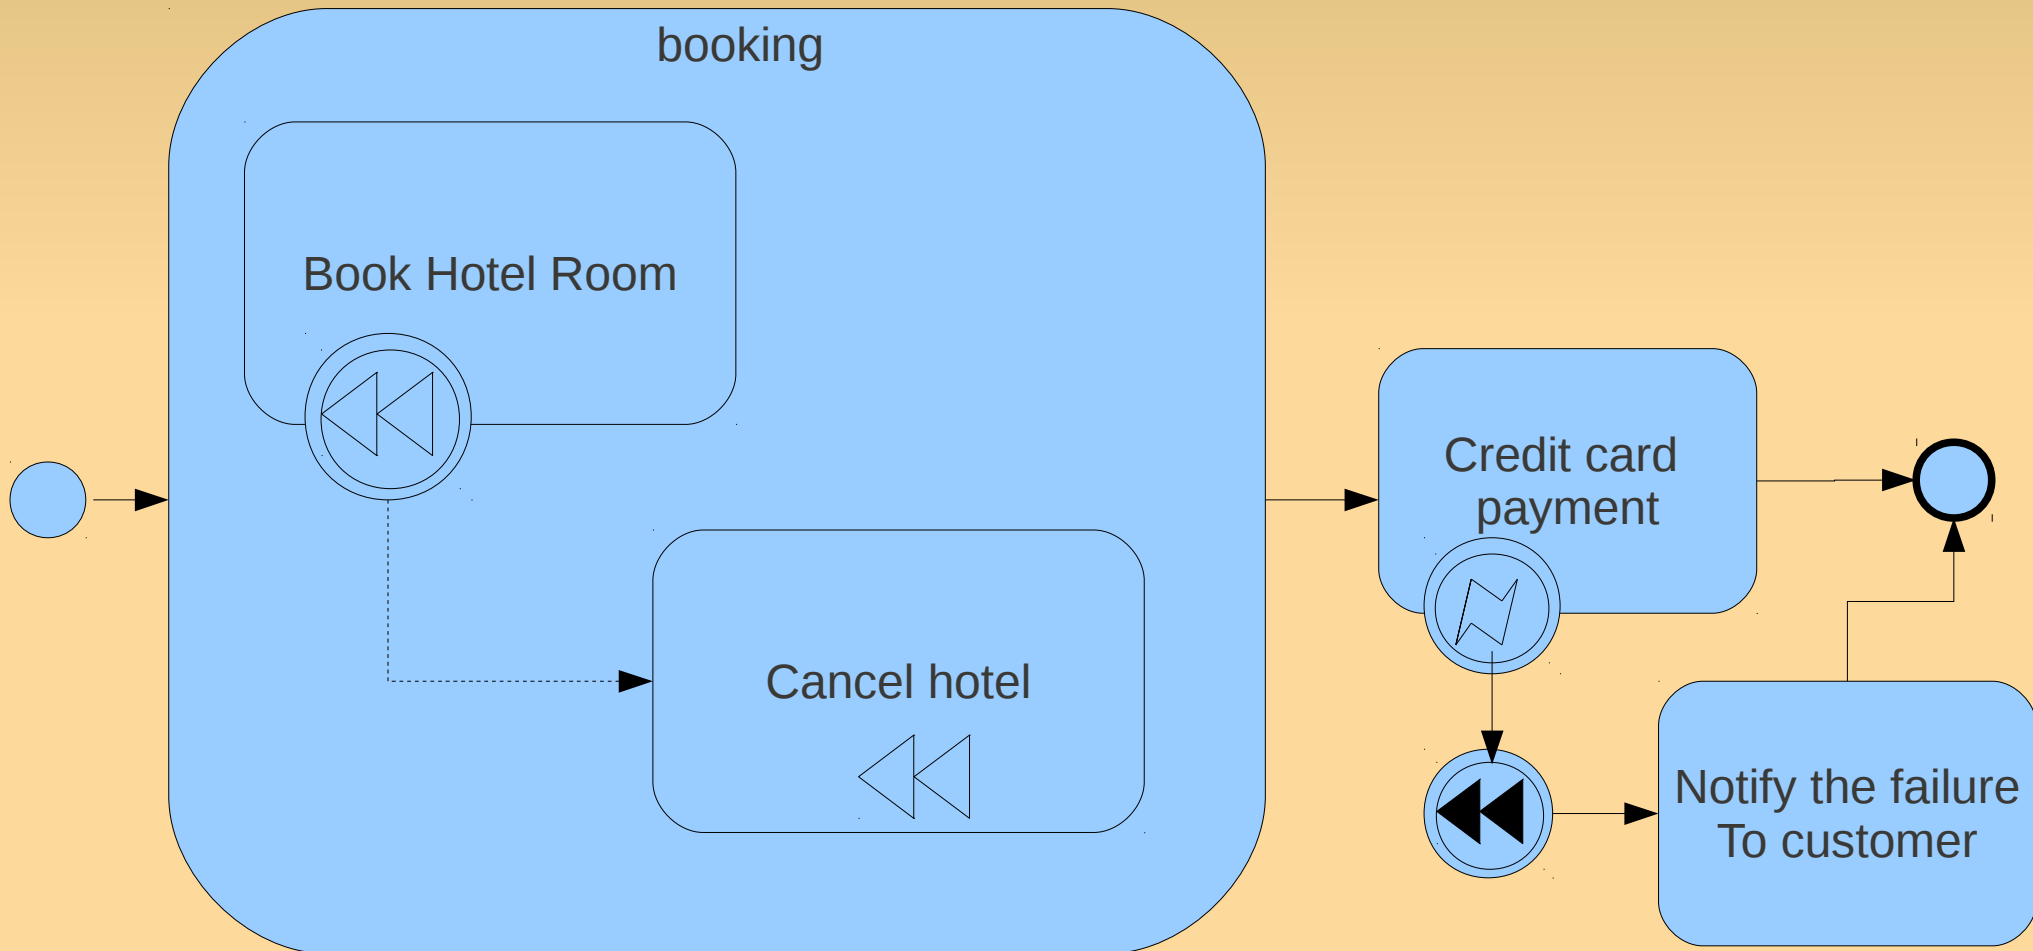 booking
Book Hotel Room
Cancel hotel
Credit card
payment
Notify the failure
To customer